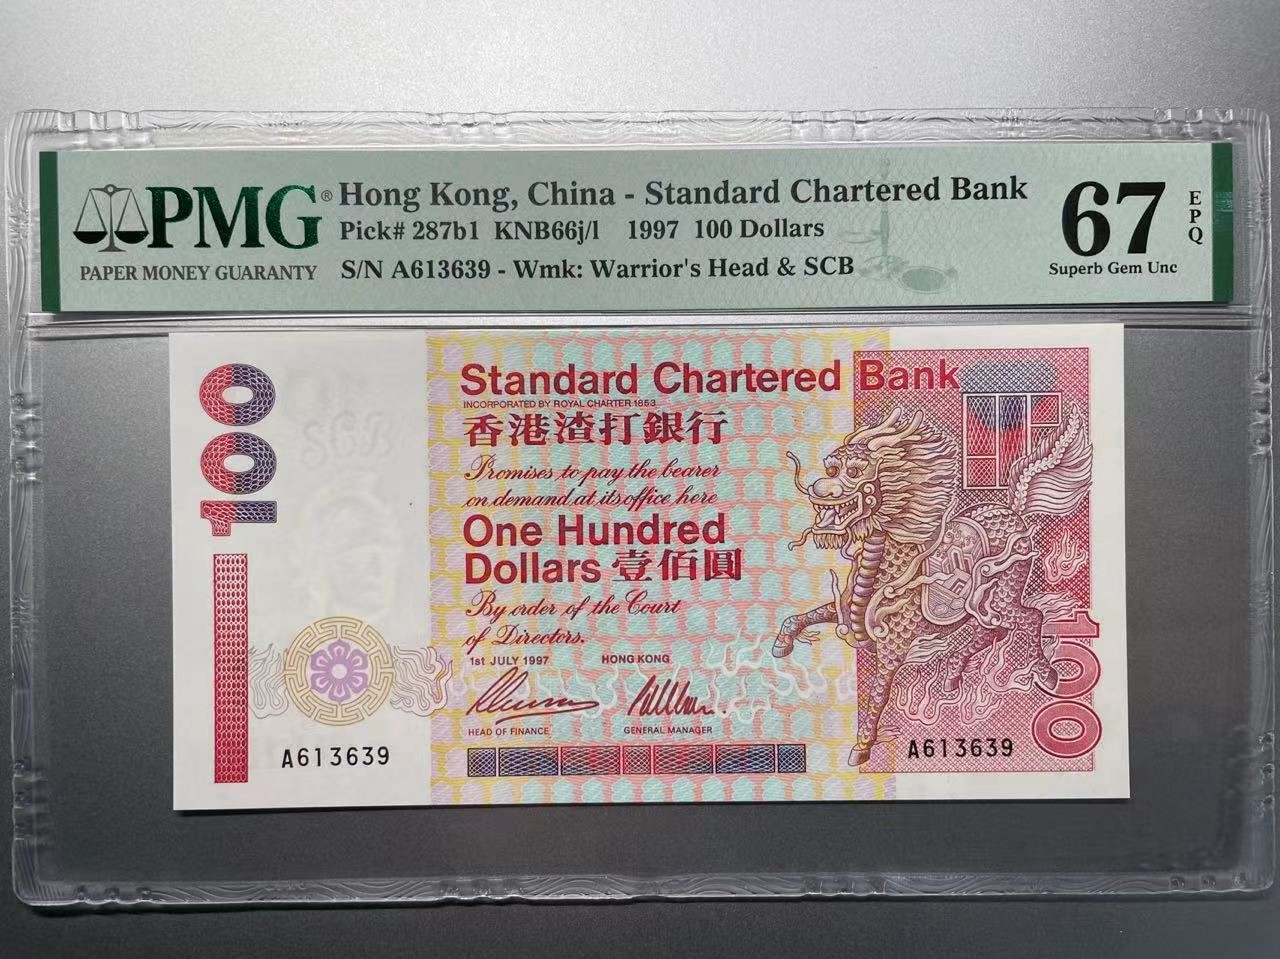 PMG®
PAPER MONEY GUARANTY
Hong Kong, China - Standard Chartered Bank
Pick# 287b1 KNB66j/l 1997 100 Dollars
S/N A613639 - Wmk: Warrior's Head & SCB
67 EPQ
Superb Gem Unc
100
Standard Chartered Bank
INCORPORATED BY ROYAL CHARTER 1853
香港渣打銀行
Promises to pay the bearer
on demand at its office here
One Hundred
Dollars 壹佰圓
By order of the Court
of Directors.
1st JULY 1997 HONG KONG
HEAD OF FINANCE GENERAL MANAGER
A613639
A613639
100